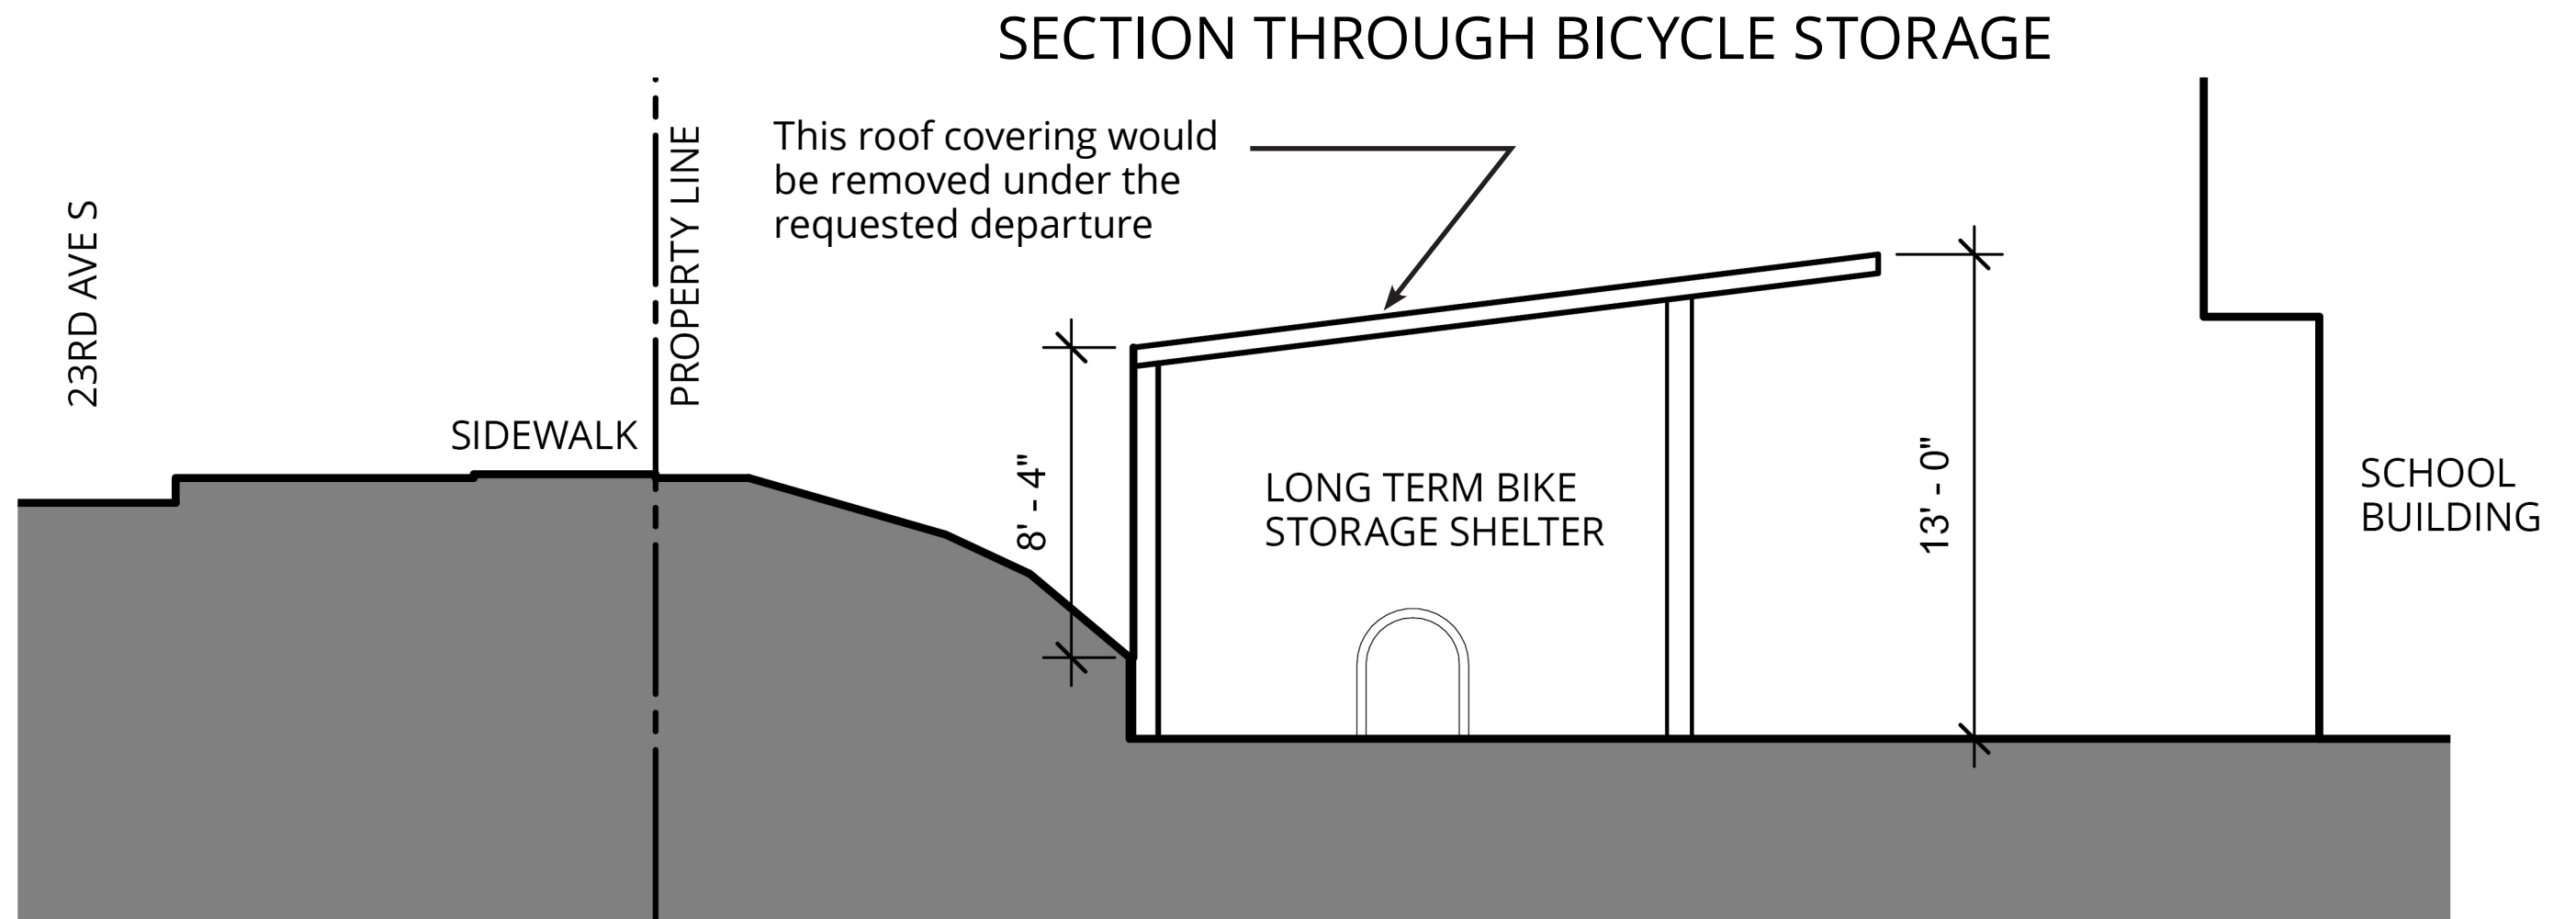 SECTION THROUGH BICYCLE STORAGE
23RD AVE S
SIDEWALK
PROPERTY LINE
This roof covering would
be removed under the
requested departure
8' - 4"
LONG TERM BIKE
STORAGE SHELTER
13' - 0"
SCHOOL
BUILDING